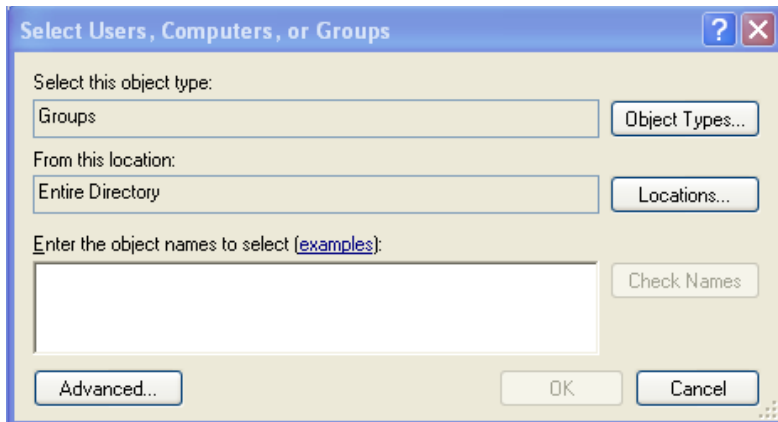 Select Users, Computers, or Groups
Select this object type:
Groups
Object Types...
From this location:
Entire Directory
Locations...
Enter the object names to select (examples):
Check Names
Advanced...
OK
Cancel